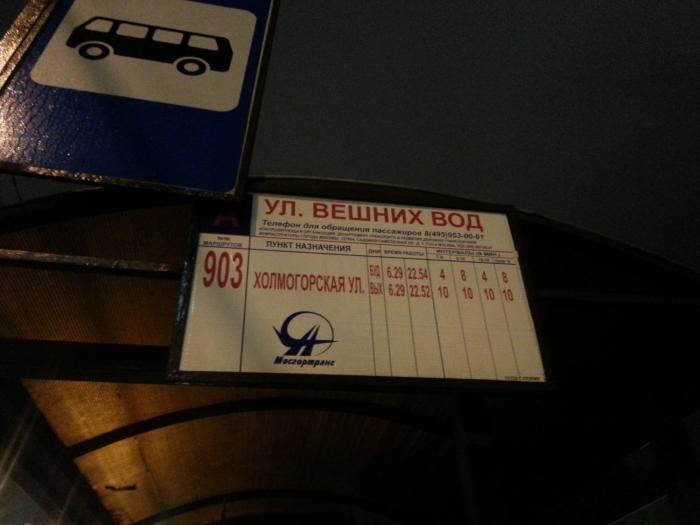 А УЛ. ВЕШНИХ ВОД
Телефон для обращения пассажиров 8(495)953-00-61
МАРШРУТОВ ПУНКТ НАЗНАЧЕНИЯ ДНИ ВРЕМЯ РАБОТЫ ИНТЕРВАЛЫ (В МИН.)
903 ХОЛМОГОРСКАЯ УЛ.
БУД 6.29 22.54 4 8 4 8
ВЫХ 6.29 22.52 10 10 10 10
Мосгортранс